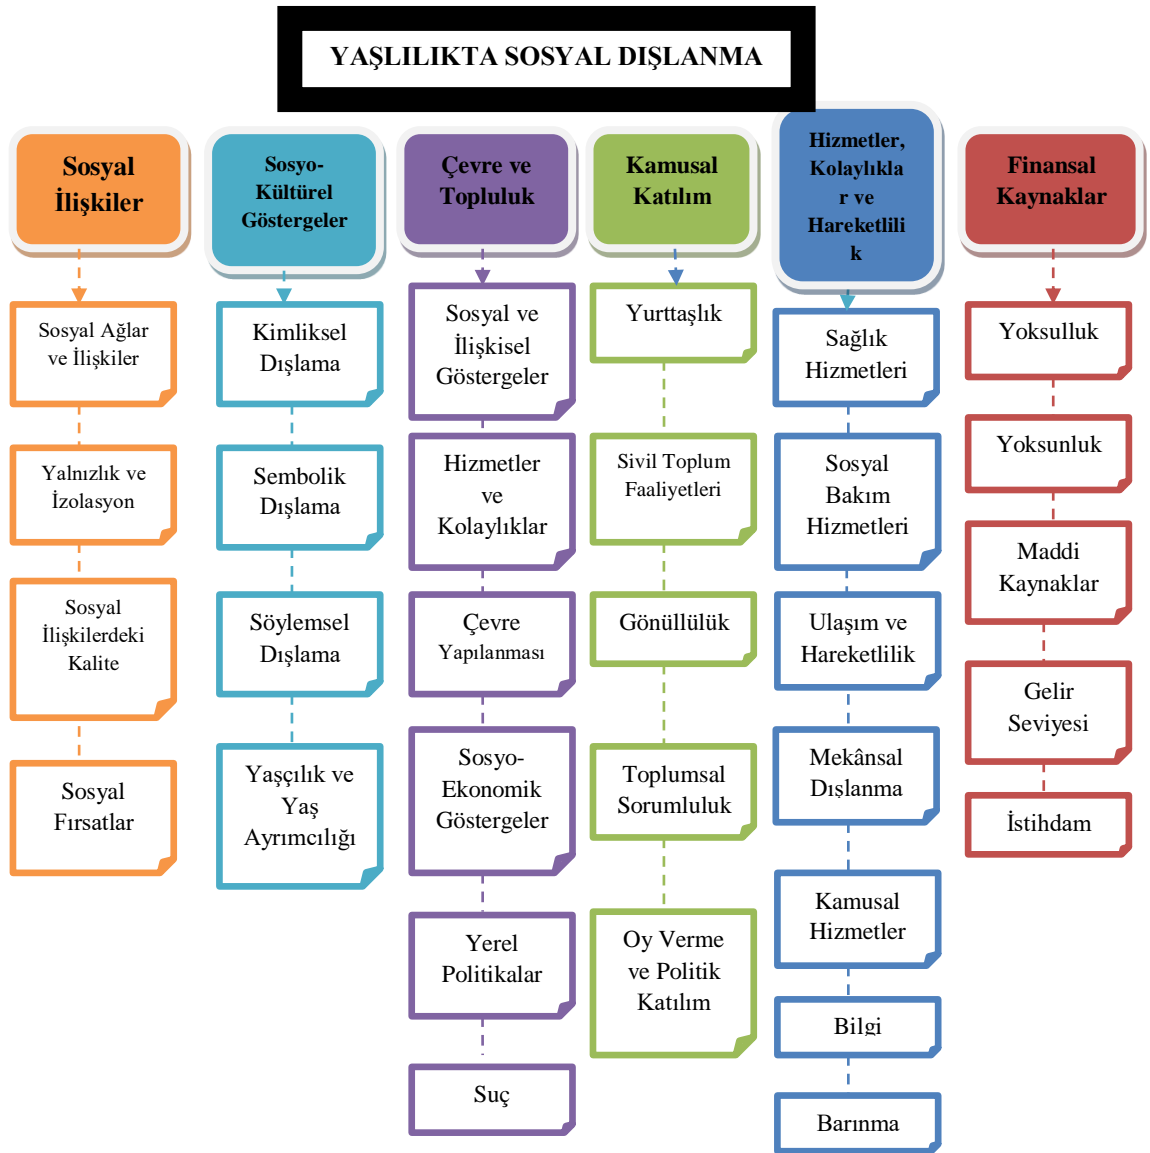 YAŞLILIKTA SOSYAL DIŞLANMA
Sosyal
İlişkiler
Sosyal Ağlar
ve İlişkiler
Yalnızlık ve
İzolasyon
Sosyal
İlişkilerdeki
Kalite
Sosyal
Fırsatlar
Sosyo-
Kültürel
Göstergeler
Kimliksel
Dışlama
Sembolik
Dışlama
Söylemsel
Dışlama
Yaşçılık ve
Yaş
Ayrımcılığı
Çevre ve
Topluluk
Sosyal ve
İlişkisel
Göstergeler
Hizmetler
ve
Kolaylıklar
Çevre
Yapılanması
Sosyo-
Ekonomik
Göstergeler
Yerel
Politikalar
Suç
Kamusal
Katılım
Yurttaşlık
Sivil Toplum
Faaliyetleri
Gönüllülük
Toplumsal
Sorumluluk
Oy Verme
ve Politik
Katılım
Hizmetler,
Kolaylıkla
r ve
Hareketlili
k
Sağlık
Hizmetleri
Sosyal
Bakım
Hizmetleri
Ulaşım ve
Hareketlilik
Mekânsal
Dışlanma
Kamusal
Hizmetler
Bilgi
Barınma
Finansal
Kaynaklar
Yoksulluk
Yoksunluk
Maddi
Kaynaklar
Gelir
Seviyesi
İstihdam